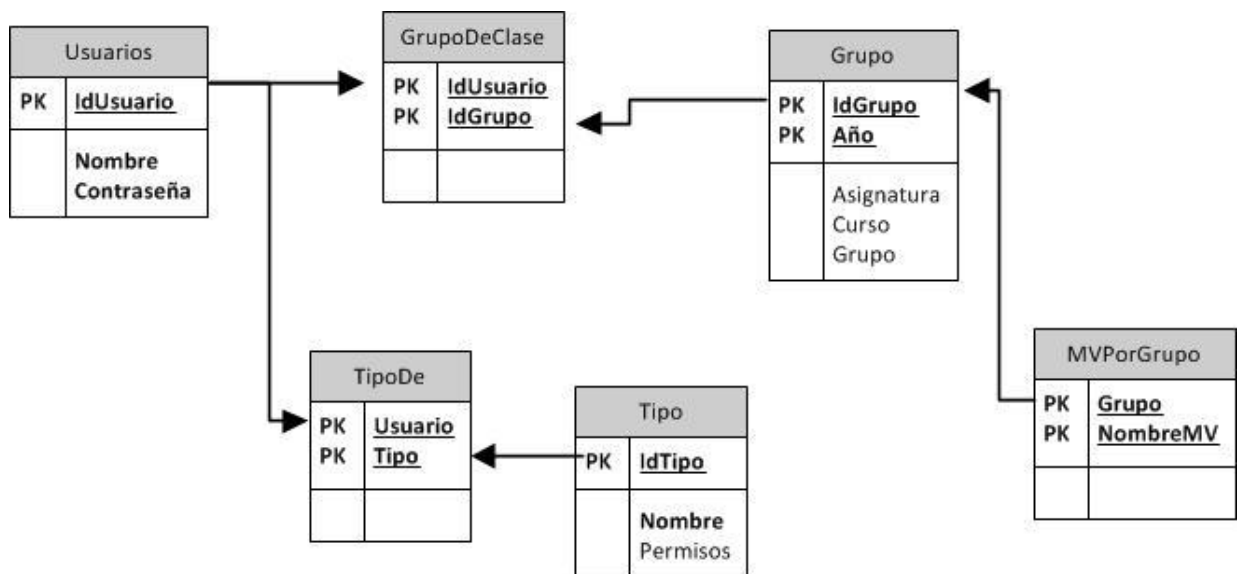 Usuarios
PK IdUsuario
Nombre
Contraseña
GrupoDeClase
PK IdUsuario
PK IdGrupo
Grupo
PK IdGrupo
PK Año
Asignatura
Curso
Grupo
TipoDe
PK Usuario
PK Tipo
Tipo
PK IdTipo
Nombre
Permisos
MVPorGrupo
PK Grupo
PK NombreMV